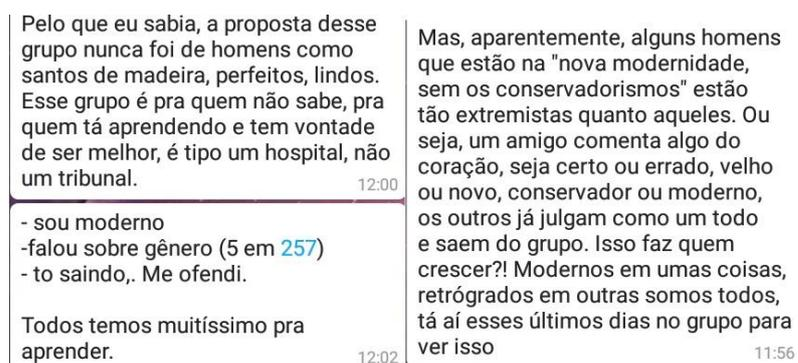 Pelo que eu sabia, a proposta desse
grupo nunca foi de homens como
santos de madeira, perfeitos, lindos.
Esse grupo é pra quem não sabe, pra
quem tá aprendendo e tem vontade
de ser melhor, é tipo um hospital, não
um tribunal.
12:00
- sou moderno
-falou sobre gênero (5 em 257)
- to saindo,. Me ofendi.
Todos temos muitíssimo pra
aprender.
12:02
Mas, aparentemente, alguns homens
que estão na "nova modernidade,
sem os conservadorismos" estão
tão extremistas quanto aqueles. Ou
seja, um amigo comenta algo do
coração, seja certo ou errado, velho
ou novo, conservador ou moderno,
os outros já julgam como um todo
e saem do grupo. Isso faz quem
crescer?! Modernos em umas coisas,
retrógrados em outras somos todos,
tá aí esses últimos dias no grupo para
ver isso
11:56